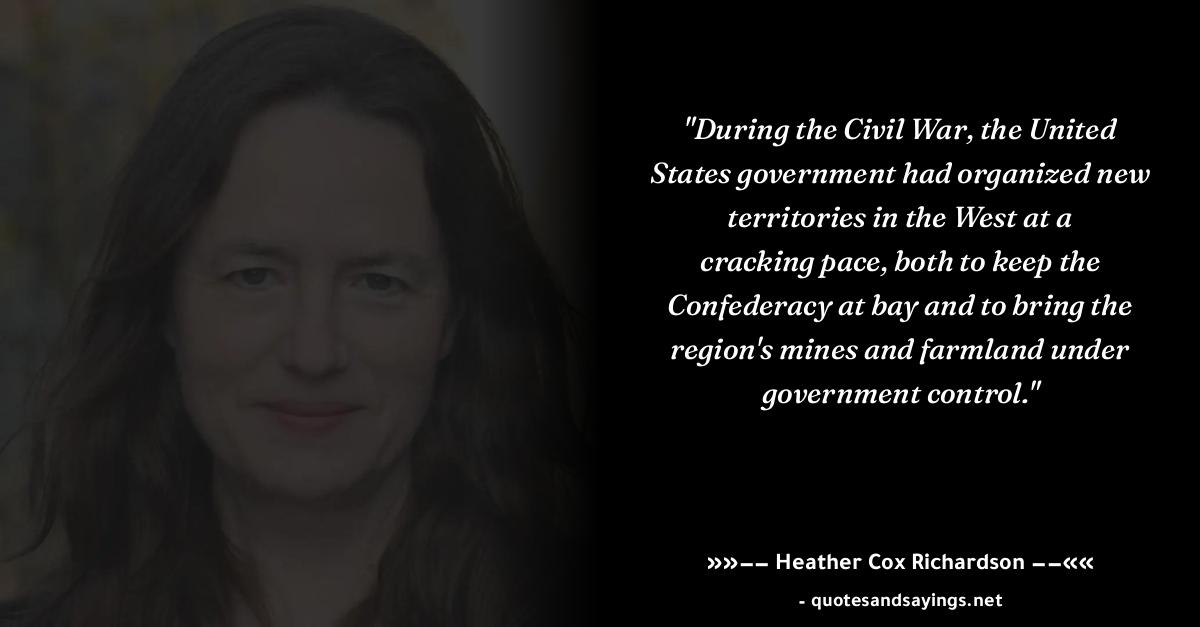 "During the Civil War, the United
States government had organized new
territories in the West at a
cracking pace, both to keep the
Confederacy at bay and to bring the
region's mines and farmland under
government control."
»»−− Heather Cox Richardson −−««
- quotesandsayings.net